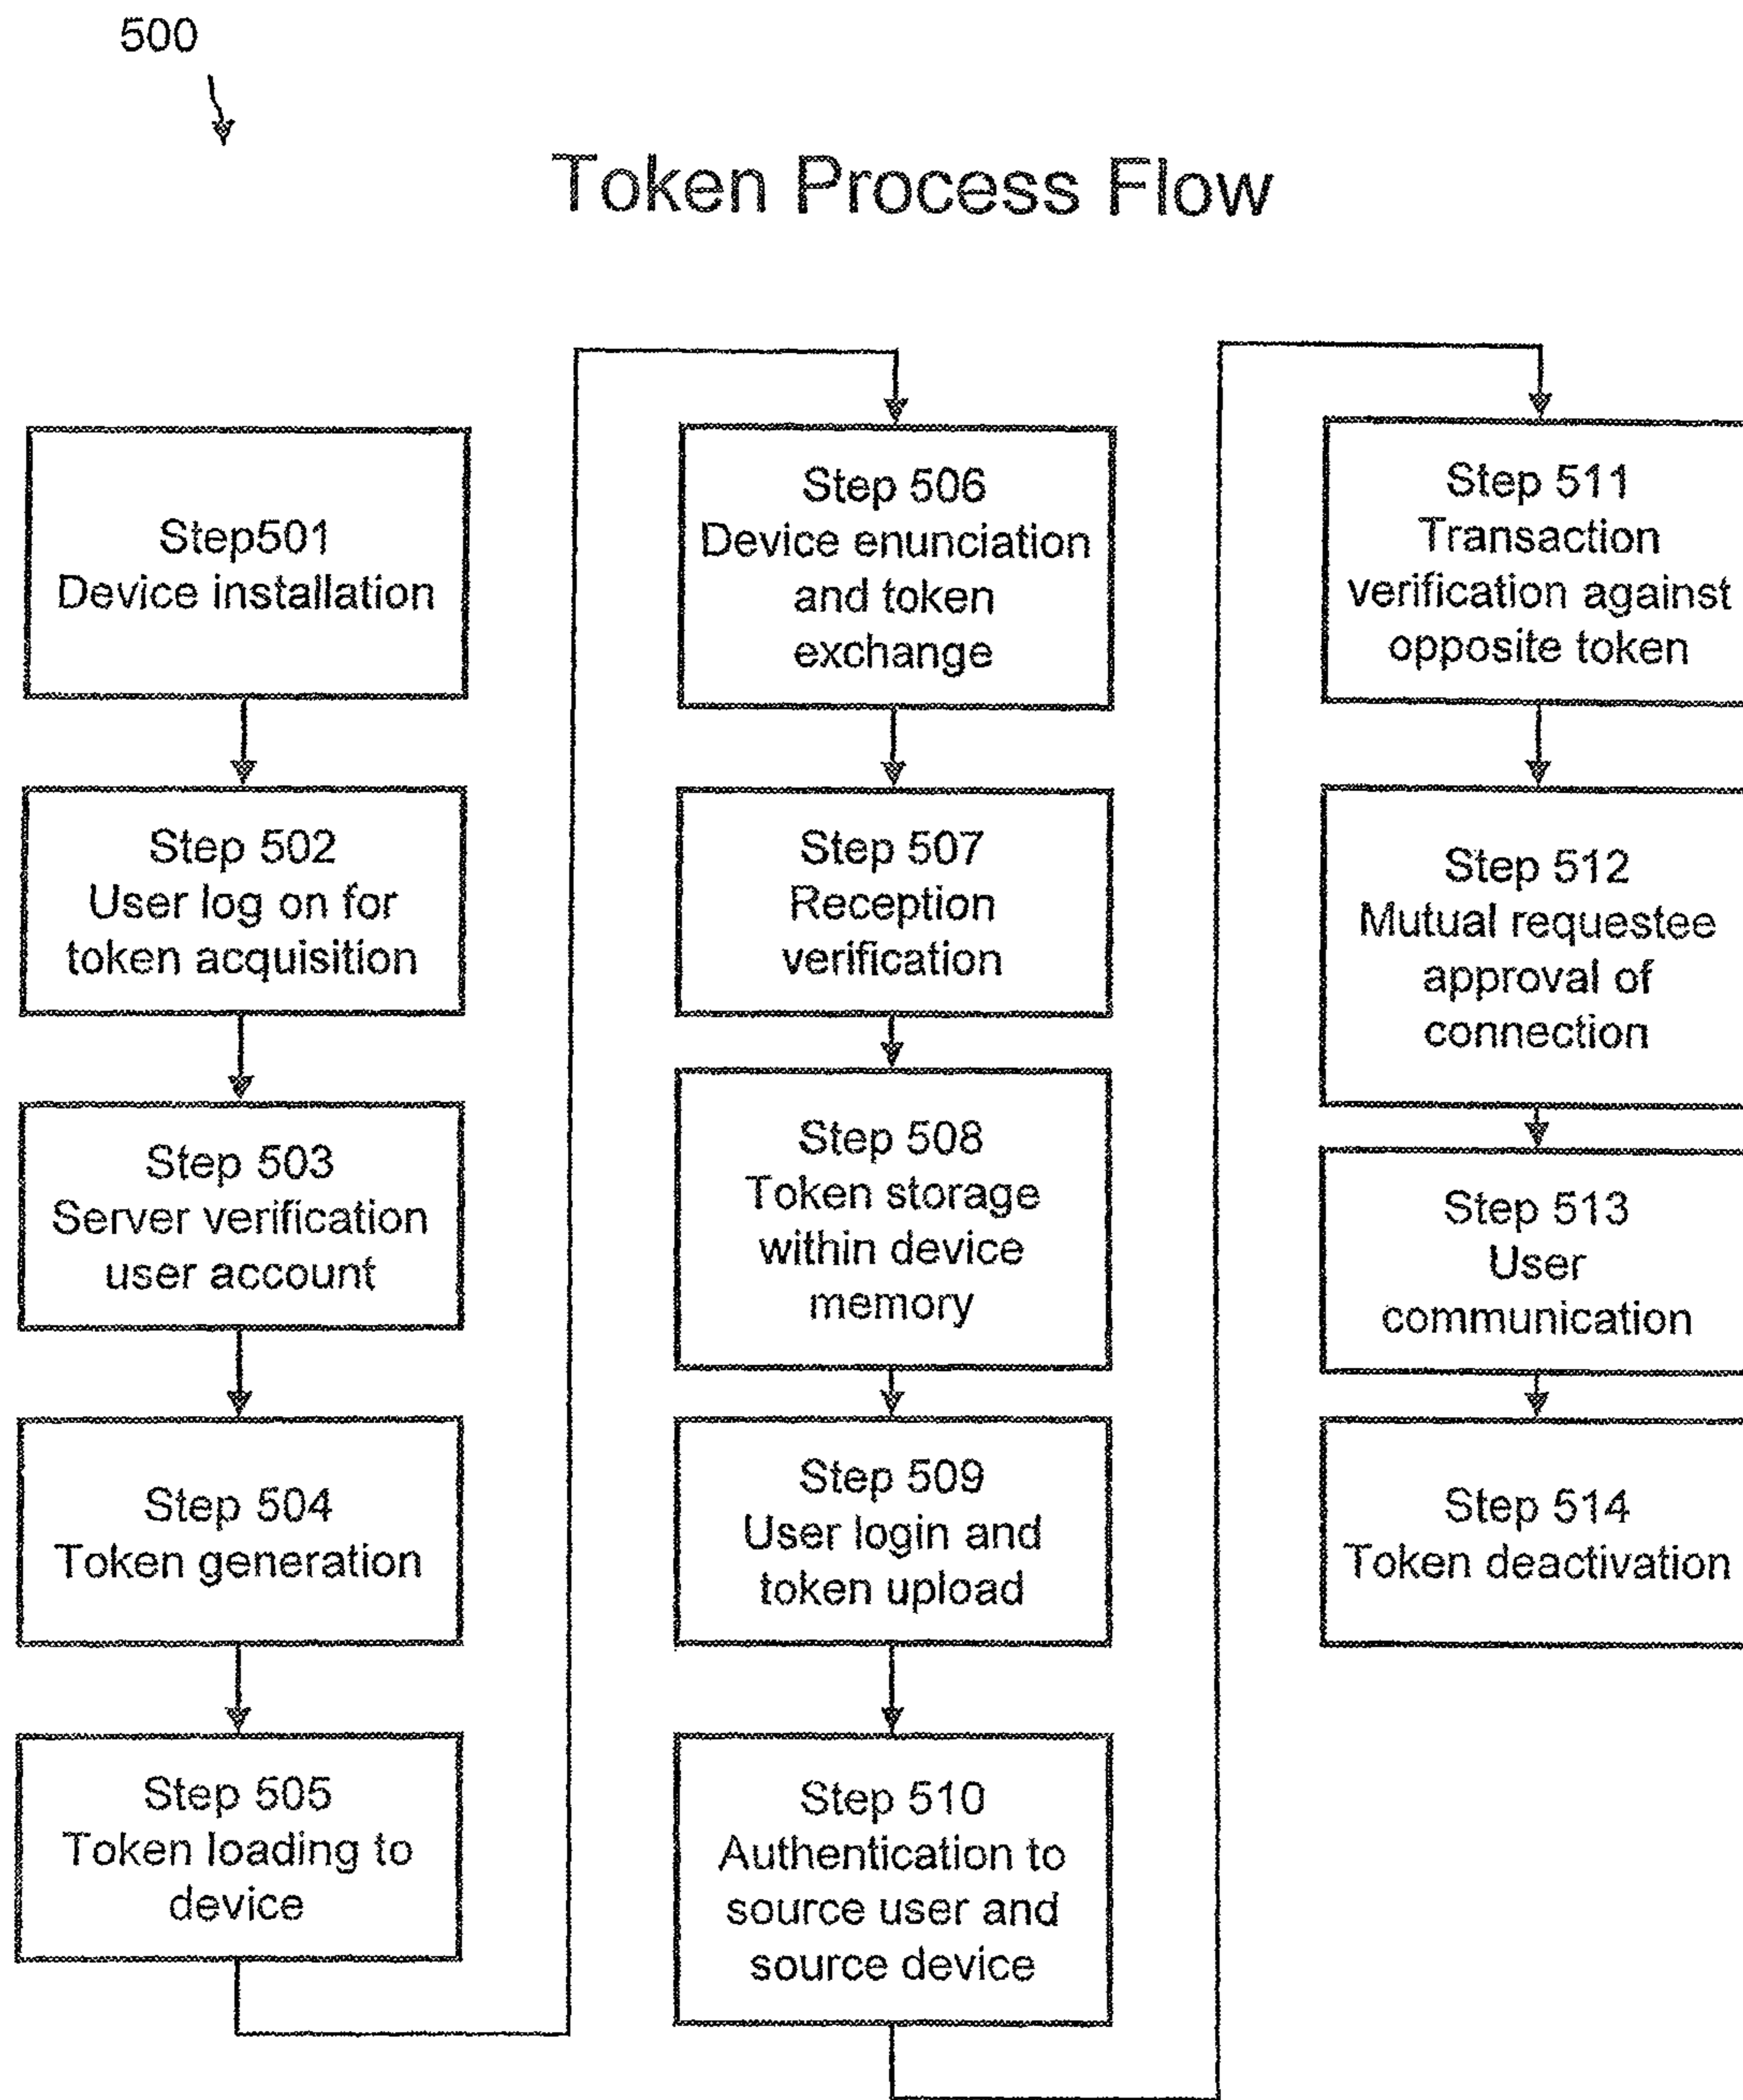 500
Token Process Flow
Step501
Device installation
Step 502
User log on for
token acquisition
Step 503
Server verification
user account
Step 504
Token generation
Step 505
Token loading to
device
Step 506
Device enunciation
and token
exchange
Step 507
Reception
verification
Step 508
Token storage
within device
memory
Step 509
User login and
token upload
Step 510
Authentication to
source user and
source device
Step 511
Transaction
verification against
opposite token
Step 512
Mutual requestee
approval of
connection
Step 513
User
communication
Step 514
Token deactivation